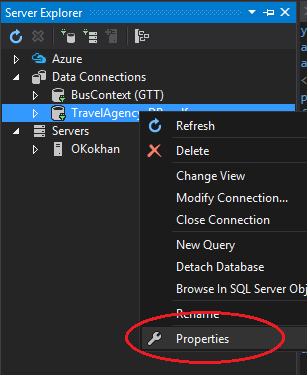 Server Explorer
Azure
Data Connections
BusContext (GTT)
TravelAgency
Refresh
Servers
Delete
OKokhan
Change View
Modify Connection...
Close Connection
New Query
Detach Database
Browse In SQL Server Obj
Rename
Properties